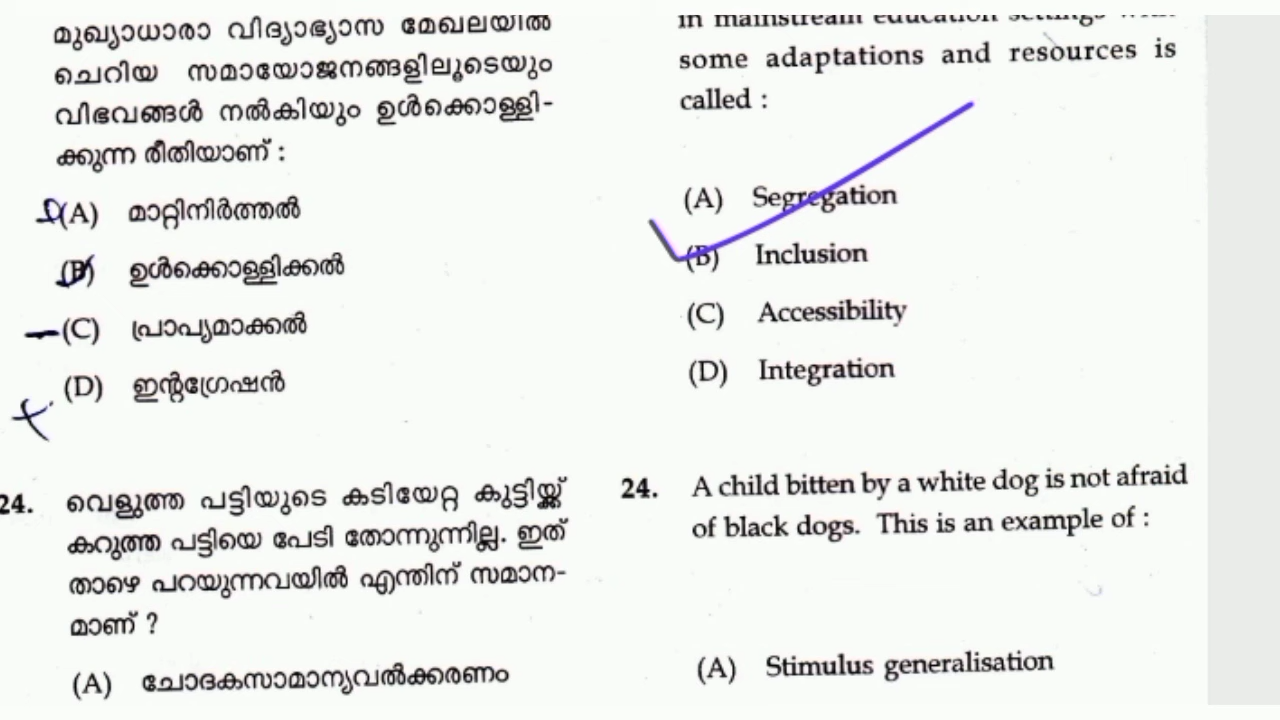 മുഖ്യാധാരാ വിദ്യാഭ്യാസ മേഖലയിൽ
ചെറിയ സമായോജനങ്ങളിലൂടെയും
വിഭവങ്ങൾ നൽകിയും ഉൾക്കൊള്ളി-
ക്കുന്ന രീതിയാണ് :
(A) മാറ്റിനിർത്തൽ
(B) ഉൾക്കൊള്ളിക്കൽ
(C) പ്രാപ്യമാക്കൽ
(D) ഇന്റഗ്രേഷൻ
24. വെളുത്ത പട്ടിയുടെ കടിയേറ്റ കുട്ടിയ്ക്ക്
കറുത്ത പട്ടിയെ പേടി തോന്നുന്നില്ല. ഇത്
താഴെ പറയുന്നവയിൽ എന്തിന് സമാന-
മാണ് ?
(A) ചോദകസാമാന്യവൽക്കരണം
in mainstream education settings with
some adaptations and resources is
called :
(A) Segregation
(B) Inclusion
(C) Accessibility
(D) Integration
24. A child bitten by a white dog is not afraid
of black dogs. This is an example of :
(A) Stimulus generalisation